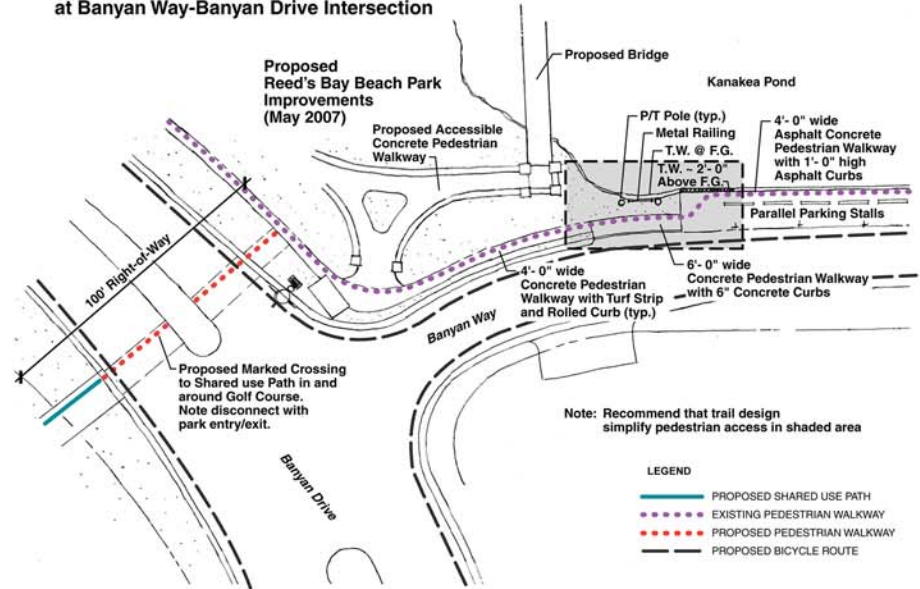 at Banyan Way-Banyan Drive Intersection
Proposed
Reed's Bay Beach Park
Improvements
(May 2007)
Proposed Bridge
Kanakea Pond
Proposed Accessible
Concrete Pedestrian
Walkway
P/T Pole (typ.)
Metal Railing
T.W. @ F.G.
T.W. ~ 2'- 0"
Above F.G.
4'- 0" wide
Asphalt Concrete
Pedestrian Walkway
with 1'- 0" high
Asphalt Curbs
Parallel Parking Stalls
100' Right-of-Way
4'- 0" wide
Concrete Pedestrian
Walkway with Turf Strip
and Rolled Curb (typ.)
6'- 0" wide
Concrete Pedestrian Walkway
with 6" Concrete Curbs
Banyan Way
Proposed Marked Crossing
to Shared use Path in and
around Golf Course.
Note disconnect with
park entry/exit.
Banyan Drive
Note: Recommend that trail design
simplify pedestrian access in shaded area
LEGEND
PROPOSED SHARED USE PATH
EXISTING PEDESTRIAN WALKWAY
PROPOSED PEDESTRIAN WALKWAY
PROPOSED BICYCLE ROUTE